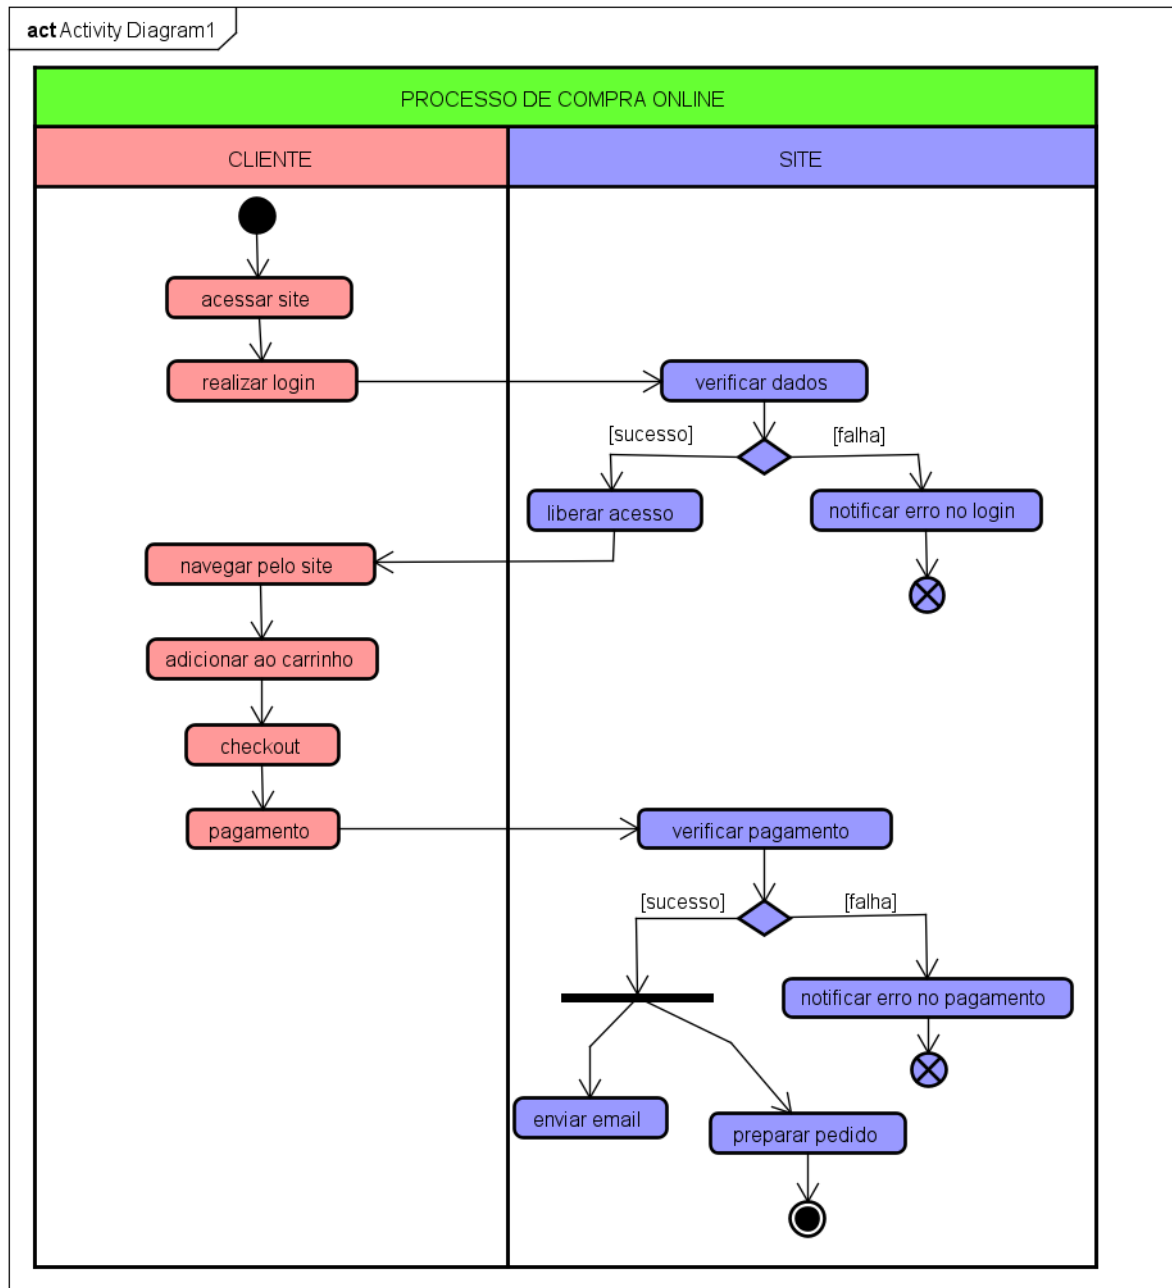 act Activity Diagram1
PROCESSO DE COMPRA ONLINE
CLIENTE
SITE
acessar site
realizar login
verificar dados
[sucesso]
[falha]
liberar acesso
notificar erro no login
navegar pelo site
adicionar ao carrinho
checkout
pagamento
verificar pagamento
[sucesso]
[falha]
notificar erro no pagamento
enviar email
preparar pedido